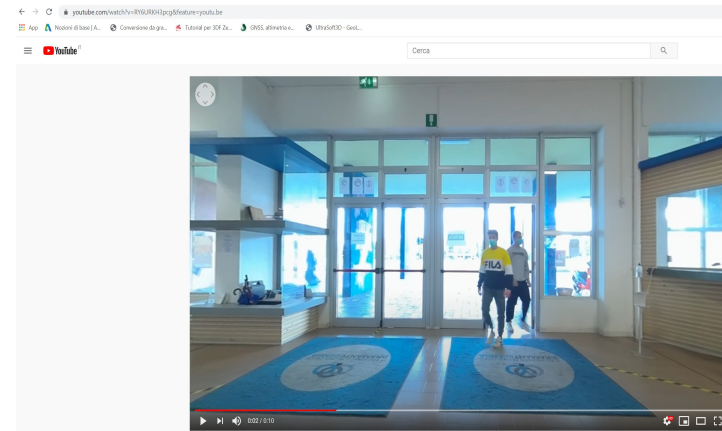 youtube.com/watch?v=RY6URKH3pcg&feature=youtu.be
App Nozioni di base | A... Conversione da gra... Tutorial per 3DF Ze... GNSS, altimetria e... UltraSoft3D - GeoL...
YouTube IT
Cerca
FILA
0:02 / 0:10